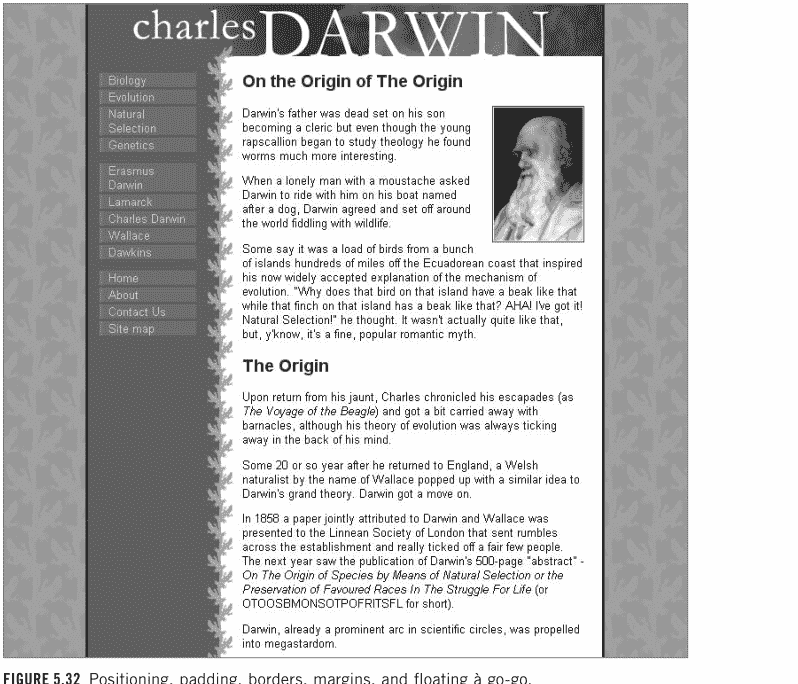 charles DARWIN
Biology
Evolution
Natural
Selection
Genetics
Erasmus
Darwin
Lamarck
Charles Darwin
Wallace
Dawkins
Home
About
Contact Us
Site map
On the Origin of The Origin
Darwin's father was dead set on his son
becoming a cleric but even though the young
rapscallion began to study theology he found
worms much more interesting.
When a lonely man with a moustache asked
Darwin to ride with him on his boat named
after a dog, Darwin agreed and set off around
the world fiddling with wildlife.
Some say it was a load of birds from a bunch
of islands hundreds of miles off the Ecuadorean coast that inspired
his now widely accepted explanation of the mechanism of
evolution. "Why does that bird on that island have a beak like that
while that finch on that island has a beak like that? AHA! I've got it!
Natural Selection!" he thought. It wasn't actually quite like that,
but, y'know, it's a fine, popular romantic myth.
The Origin
Upon return from his jaunt, Charles chronicled his escapades (as
The Voyage of the Beagle) and got a bit carried away with
barnacles, although his theory of evolution was always ticking
away in the back of his mind.
Some 20 or so year after he returned to England, a Welsh
naturalist by the name of Wallace popped up with a similar idea to
Darwin's grand theory. Darwin got a move on.
In 1858 a paper jointly attributed to Darwin and Wallace was
presented to the Linnean Society of London that sent rumbles
across the establishment and really ticked off a fair few people.
The next year saw the publication of Darwin's 500-page "abstract" -
On The Origin of Species by Means of Natural Selection or the
Preservation of Favoured Races In The Struggle For Life (or
OTOOSBMONSOTPOFRITSFL for short).
Darwin, already a prominent arc in scientific circles, was propelled
into megastardom.
FIGURE 5.32 Positioning, padding, borders, margins, and floating à go-go.